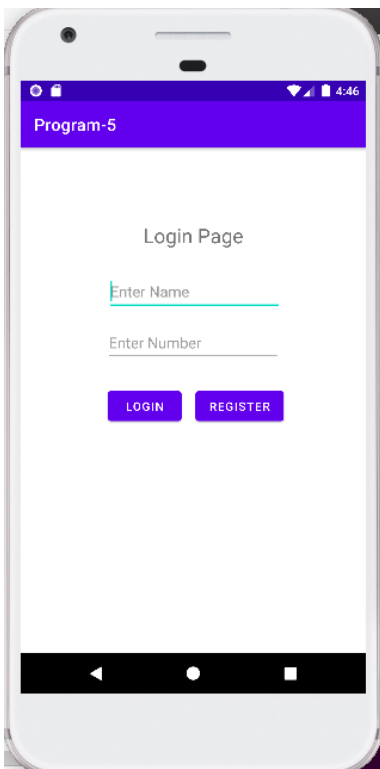 4:46
Program-5
Login Page
Enter Name
Enter Number
LOGIN REGISTER